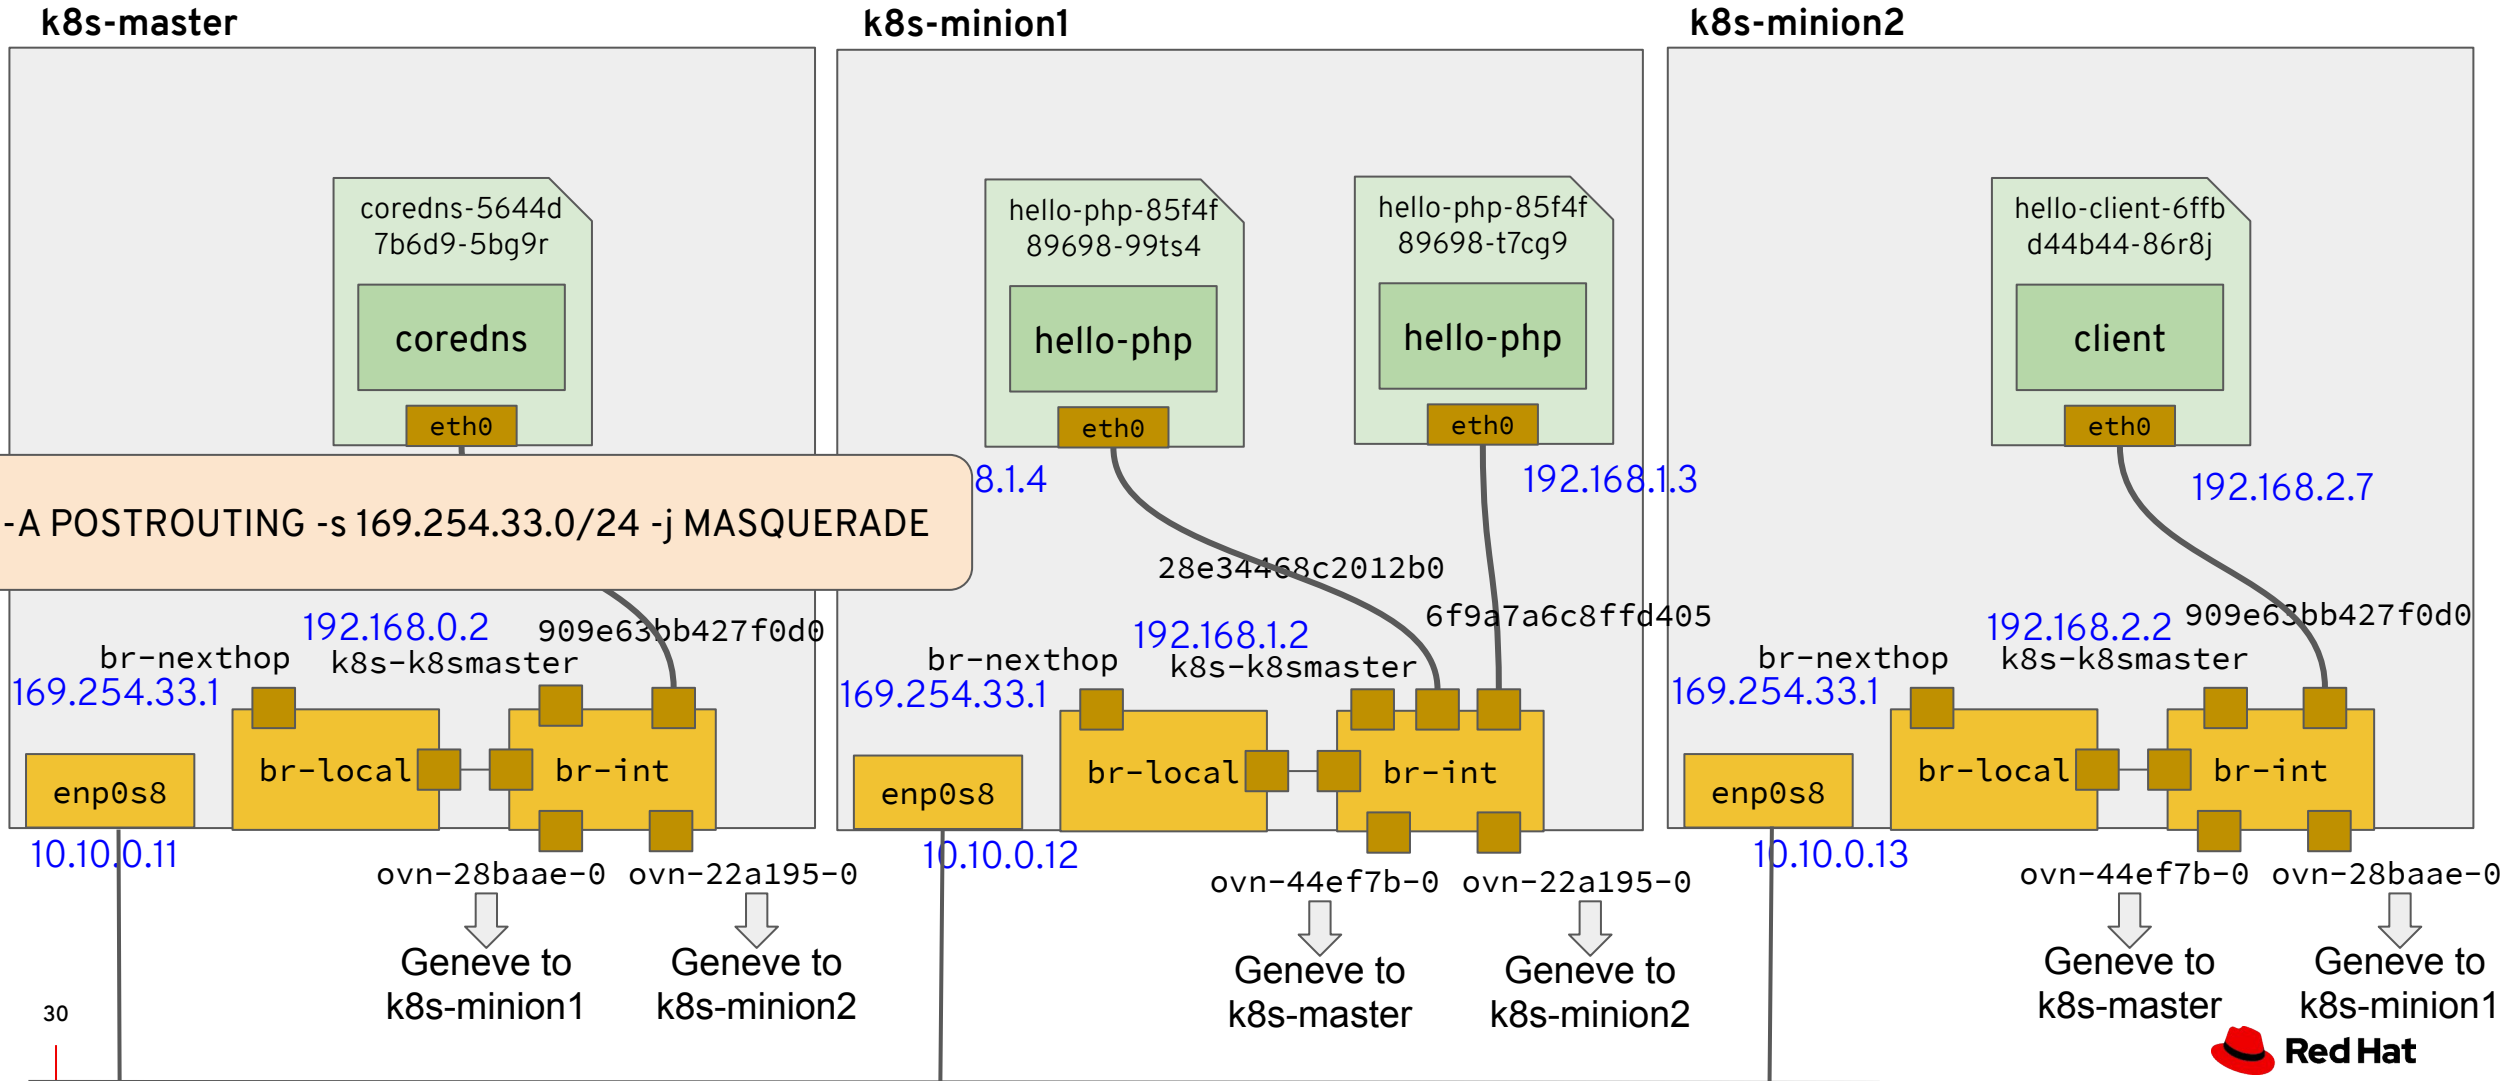 k8s-master
k8s-minion1
k8s-minion2
coredns-5644d
7b6d9-5bg9r
coredns
eth0
hello-php-85f4f
89698-99ts4
hello-php
eth0
hello-php-85f4f
89698-t7cg9
hello-php
eth0
hello-client-6ffb
d44b44-86r8j
client
eth0
-A POSTROUTING -s 169.254.33.0/24 -j MASQUERADE
8.1.4
192.168.1.3
192.168.2.7
28e34468c2012b0
6f9a7a6c8ffd405
192.168.0.2
909e63bb427f0d0
br-nexthop
k8s-k8smaster
169.254.33.1
br-local
br-int
enp0s8
10.10.0.11
ovn-28baae-0
ovn-22a195-0
Geneve to
k8s-minion1
Geneve to
k8s-minion2
192.168.1.2
br-nexthop
k8s-k8smaster
169.254.33.1
br-local
br-int
enp0s8
10.10.0.12
ovn-44ef7b-0
ovn-22a195-0
Geneve to
k8s-master
Geneve to
k8s-minion2
192.168.2.2
909e63bb427f0d0
br-nexthop
k8s-k8smaster
169.254.33.1
br-local
br-int
enp0s8
10.10.0.13
ovn-44ef7b-0
ovn-28baae-0
Geneve to
k8s-master
Geneve to
k8s-minion1
30
Red Hat